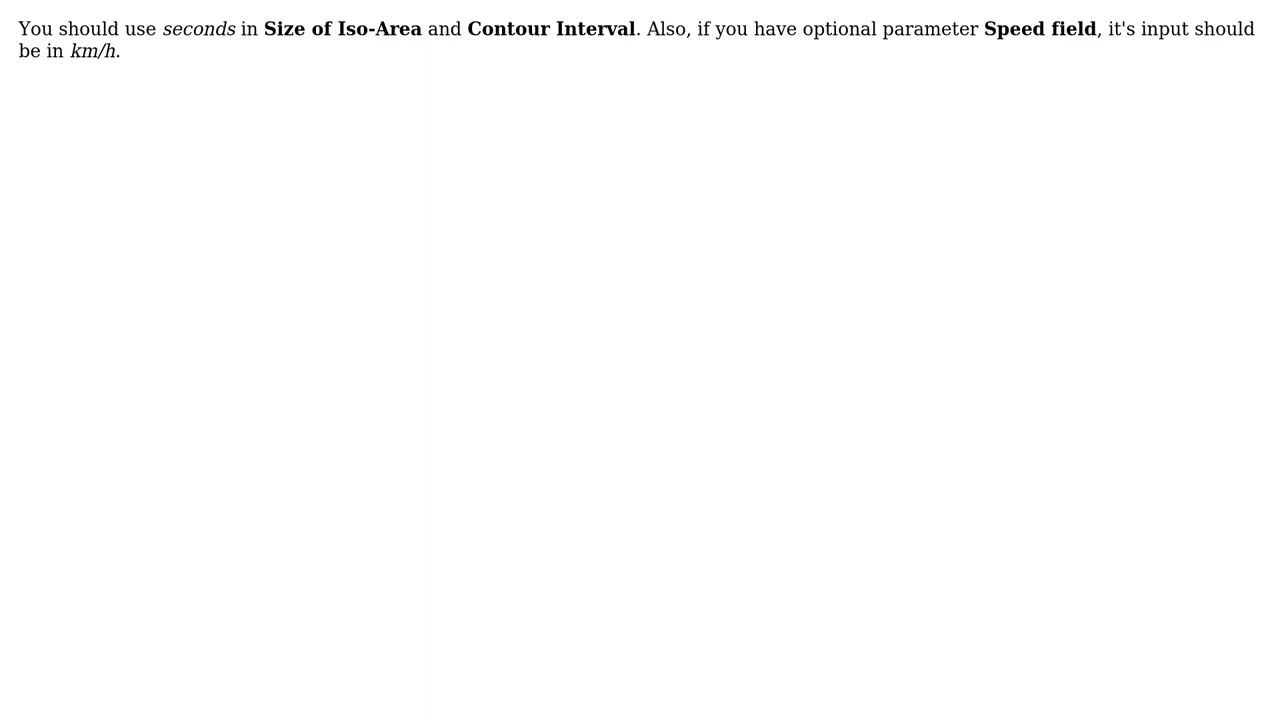 You should use seconds in Size of Iso-Area and Contour Interval. Also, if you have optional parameter Speed field, it's input should
be in km/h.